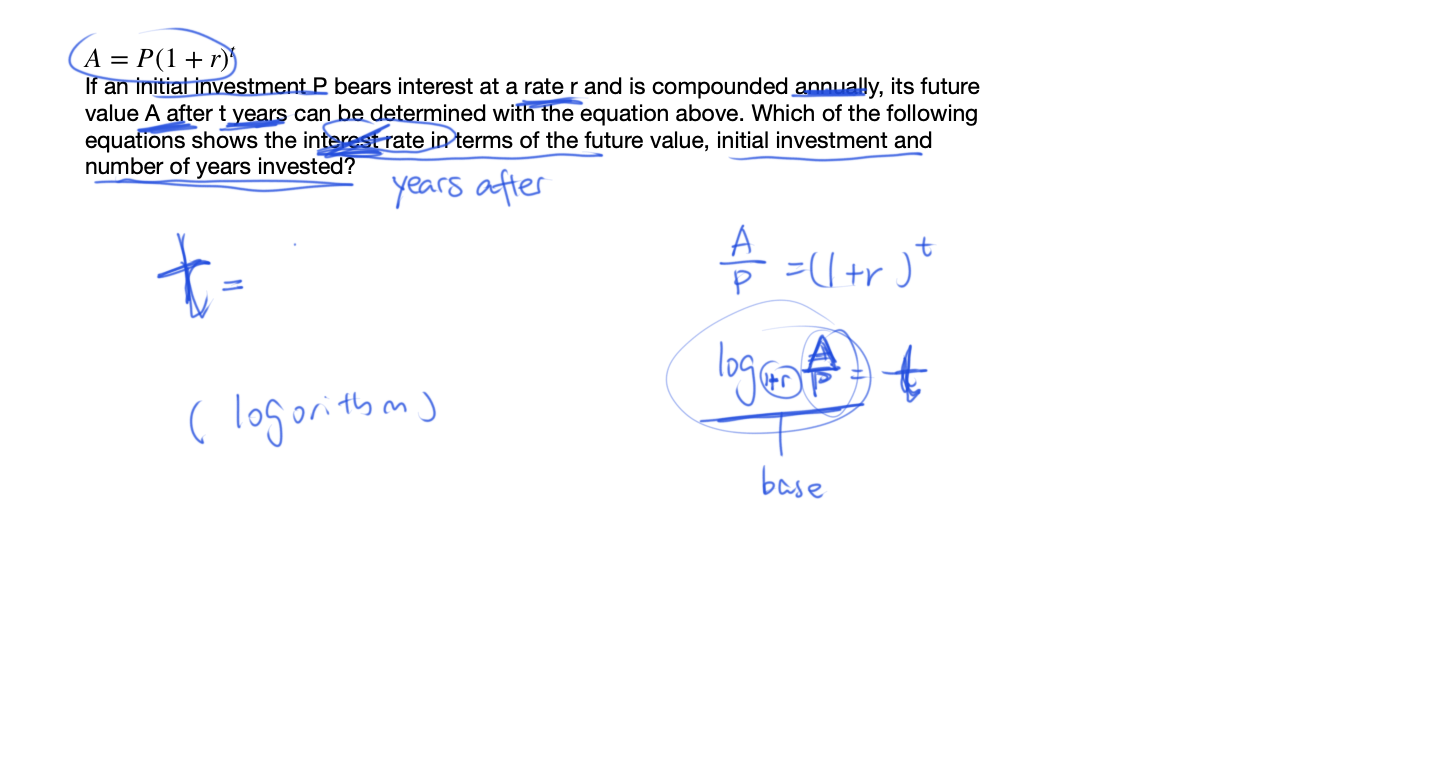 A = P(1 + r)^t
If an initial investment P bears interest at a rate r and is compounded annually, its future
value A after t years can be determined with the equation above. Which of the following
equations shows the interest rate in terms of the future value, initial investment and
number of years invested?
years after
t =
A/P = (1+r)^t
log_(1+r) A/P = t
(logorithm)
base